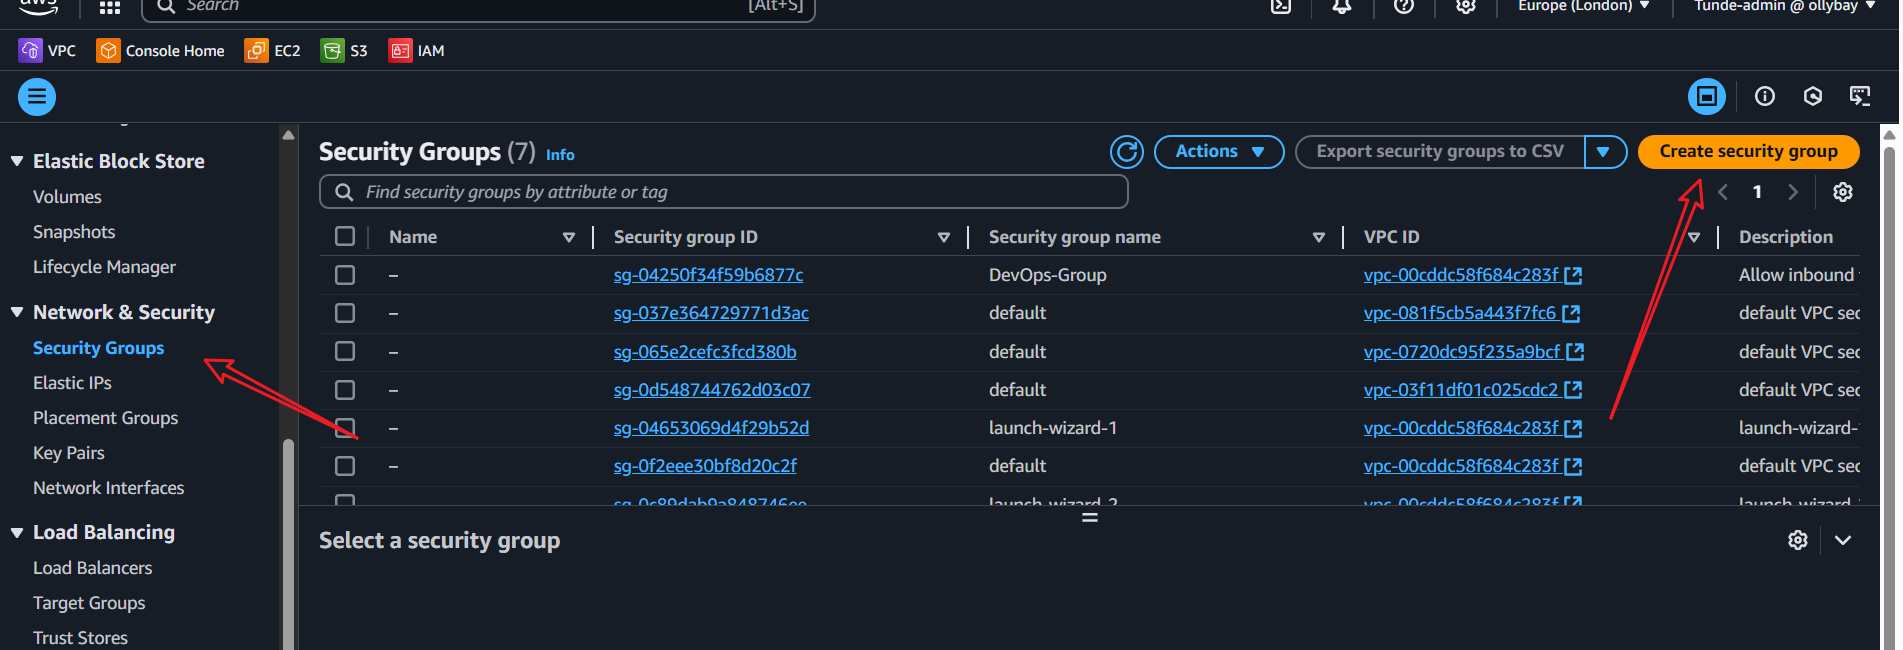 aws
Search [Alt+S] Europe (London) Tunde-admin @ ollybay
VPC Console Home EC2 S3 IAM
Elastic Block Store
Volumes
Snapshots
Lifecycle Manager
Network & Security
Security Groups
Elastic IPs
Placement Groups
Key Pairs
Network Interfaces
Load Balancing
Load Balancers
Target Groups
Trust Stores
Security Groups (7) Info
Actions Export security groups to CSV Create security group
Find security groups by attribute or tag 1
Name Security group ID Security group name VPC ID Description
– sg-04250f34f59b6877c DevOps-Group vpc-00cddc58f684c283f Allow inbound
– sg-037e364729771d3ac default vpc-081f5cb5a443f7fc6 default VPC sec
– sg-065e2cefc3fcd380b default vpc-0720dc95f235a9bcf default VPC sec
– sg-0d548744762d03c07 default vpc-03f11df01c025cdc2 default VPC sec
– sg-04653069d4f29b52d launch-wizard-1 vpc-00cddc58f684c283f launch-wizard-
– sg-0f2eee30bf8d20c2f default vpc-00cddc58f684c283f default VPC sec
– sg-0c89dab9a848746ee launch-wizard-2 vpc-00cddc58f684c283f launch-wizard-
Select a security group